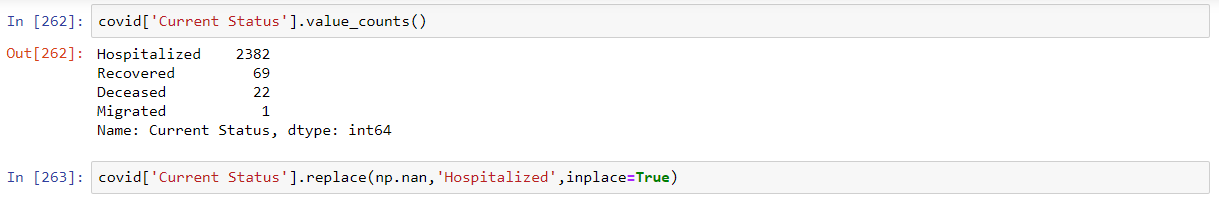 In [262]: covid['Current Status'].value_counts()
Out[262]: Hospitalized    2382
Recovered         69
Deceased          22
Migrated           1
Name: Current Status, dtype: int64
In [263]: covid['Current Status'].replace(np.nan,'Hospitalized',inplace=True)